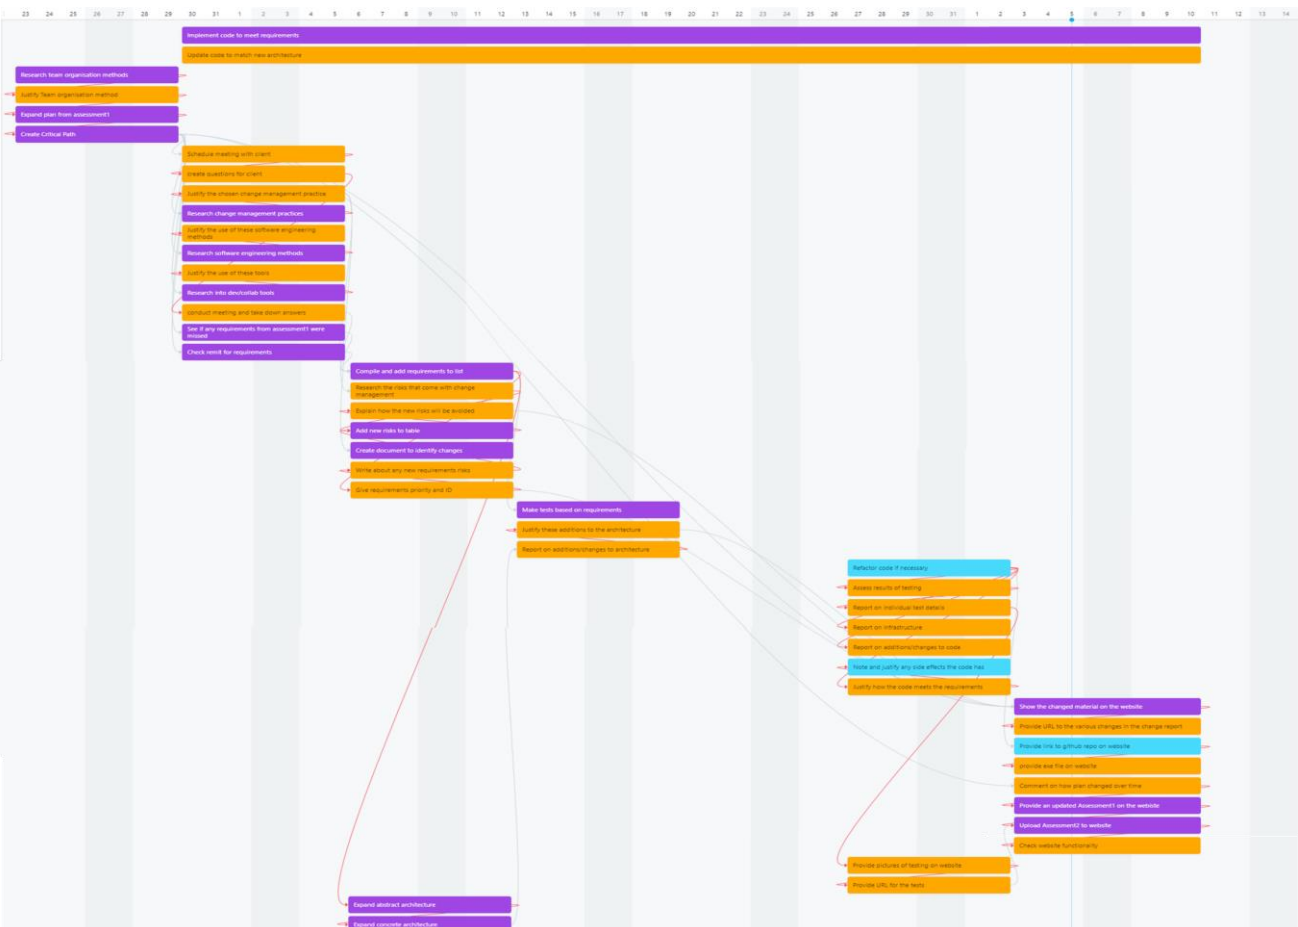 23 24 25 26 27 28 29 30 31 1 2 3 4 5 6 7 8 9 10 11 12 13 14 15 16 17 18 19 20 21 22 23 24 25 26 27 28 29 30 31 1 2 3 4 5 6 7 8 9 10 11 12 13 14
Implement code to meet requirements
Update code to match new architecture
Research team organisation methods
Justify Team organisation method
Expand plan from assessment1
Create Critical Path
Schedule meeting with client
create questions for client
Justify the chosen change management practice
Research change management practices
Justify the use of these software engineering
methods
Research software engineering methods
Justify the use of these tools
Research into dev/collab tools
conduct meeting and take down answers
See if any requirements from assessment1 were
missed
Check remit for requirements
Compile and add requirements to list
Research the risks that come with change
management
Explain how the new risks will be avoided
Add new risks to table
Create document to identify changes
Write about any new requirements risks
Give requirements priority and ID
Make tests based on requirements
Justify these additions to the architecture
Report on additions/changes to architecture
Refactor code if necessary
Assess results of testing
Report on individual test details
Report on infrastructure
Report on additions/changes to code
Note and justify any side effects the code has
Justify how the code meets the requirements
Show the changed material on the website
Provide URL to the various changes in the change report
Provide link to github repo on website
provide exe file on website
Comment on how plan changed over time
Provide an updated Assessment1 on the website
Upload Assessment2 to website
Check website functionality
Provide pictures of testing on website
Provide URL for the tests
Expand abstract architecture
Expand concrete architecture